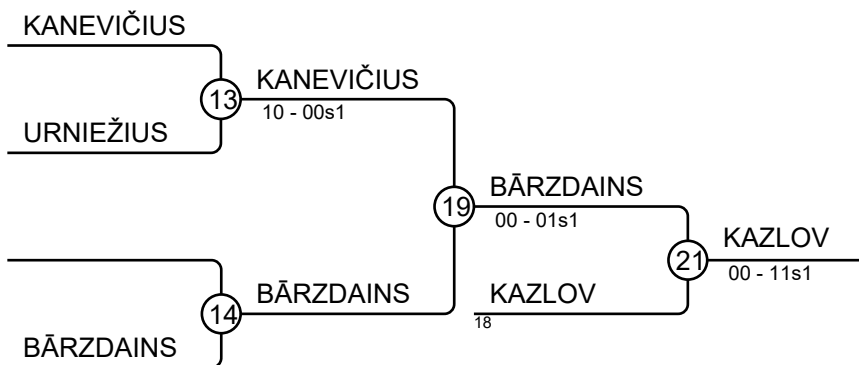 KANEVIČIUS
13
KANEVIČIUS
10 - 00s1
URNIEŽIUS
19
BĀRZDAINS
00 - 01s1
21
KAZLOV
00 - 11s1
14
BĀRZDAINS
KAZLOV
18
BĀRZDAINS